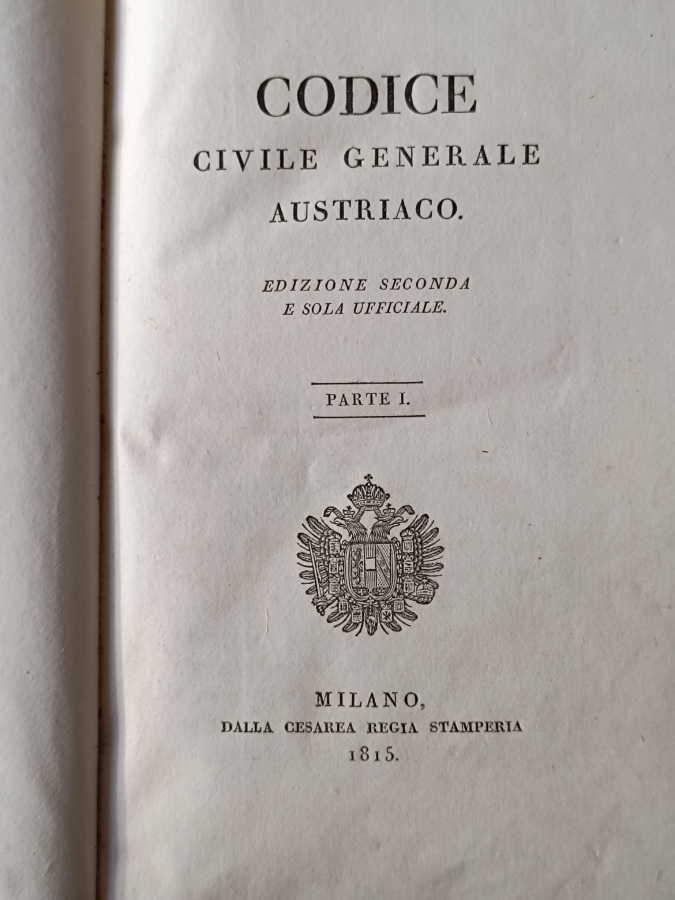 CODICE
CIVILE GENERALE
AUSTRIACO.
EDIZIONE SECONDA
E SOLA UFFICIALE.
PARTE I.
MILANO,
DALLA CESAREA REGIA STAMPERIA
1815.